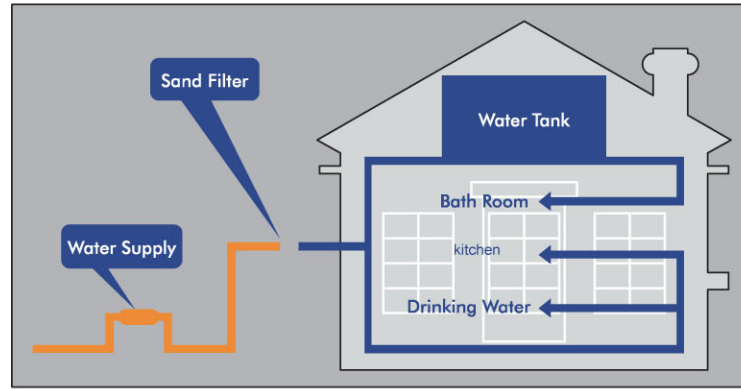 Sand Filter
Water Tank
Bath Room
Water Supply
kitchen
Drinking Water